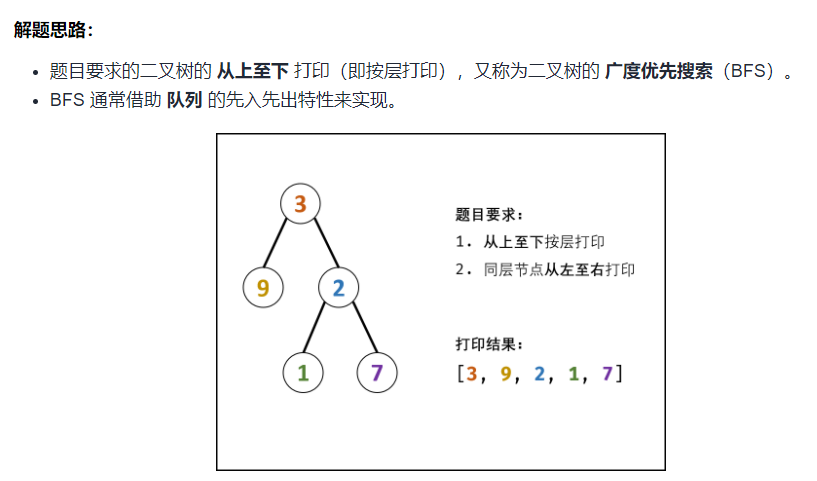 解题思路：
• 题目要求的二叉树的 从上至下 打印（即按层打印），又称为二叉树的 广度优先搜索（BFS）。
• BFS 通常借助 队列 的先入先出特性来实现。
3
题目要求：
1. 从上至下按层打印
2. 同层节点从左至右打印
9
2
打印结果：
[3, 9, 2, 1, 7]
1
7